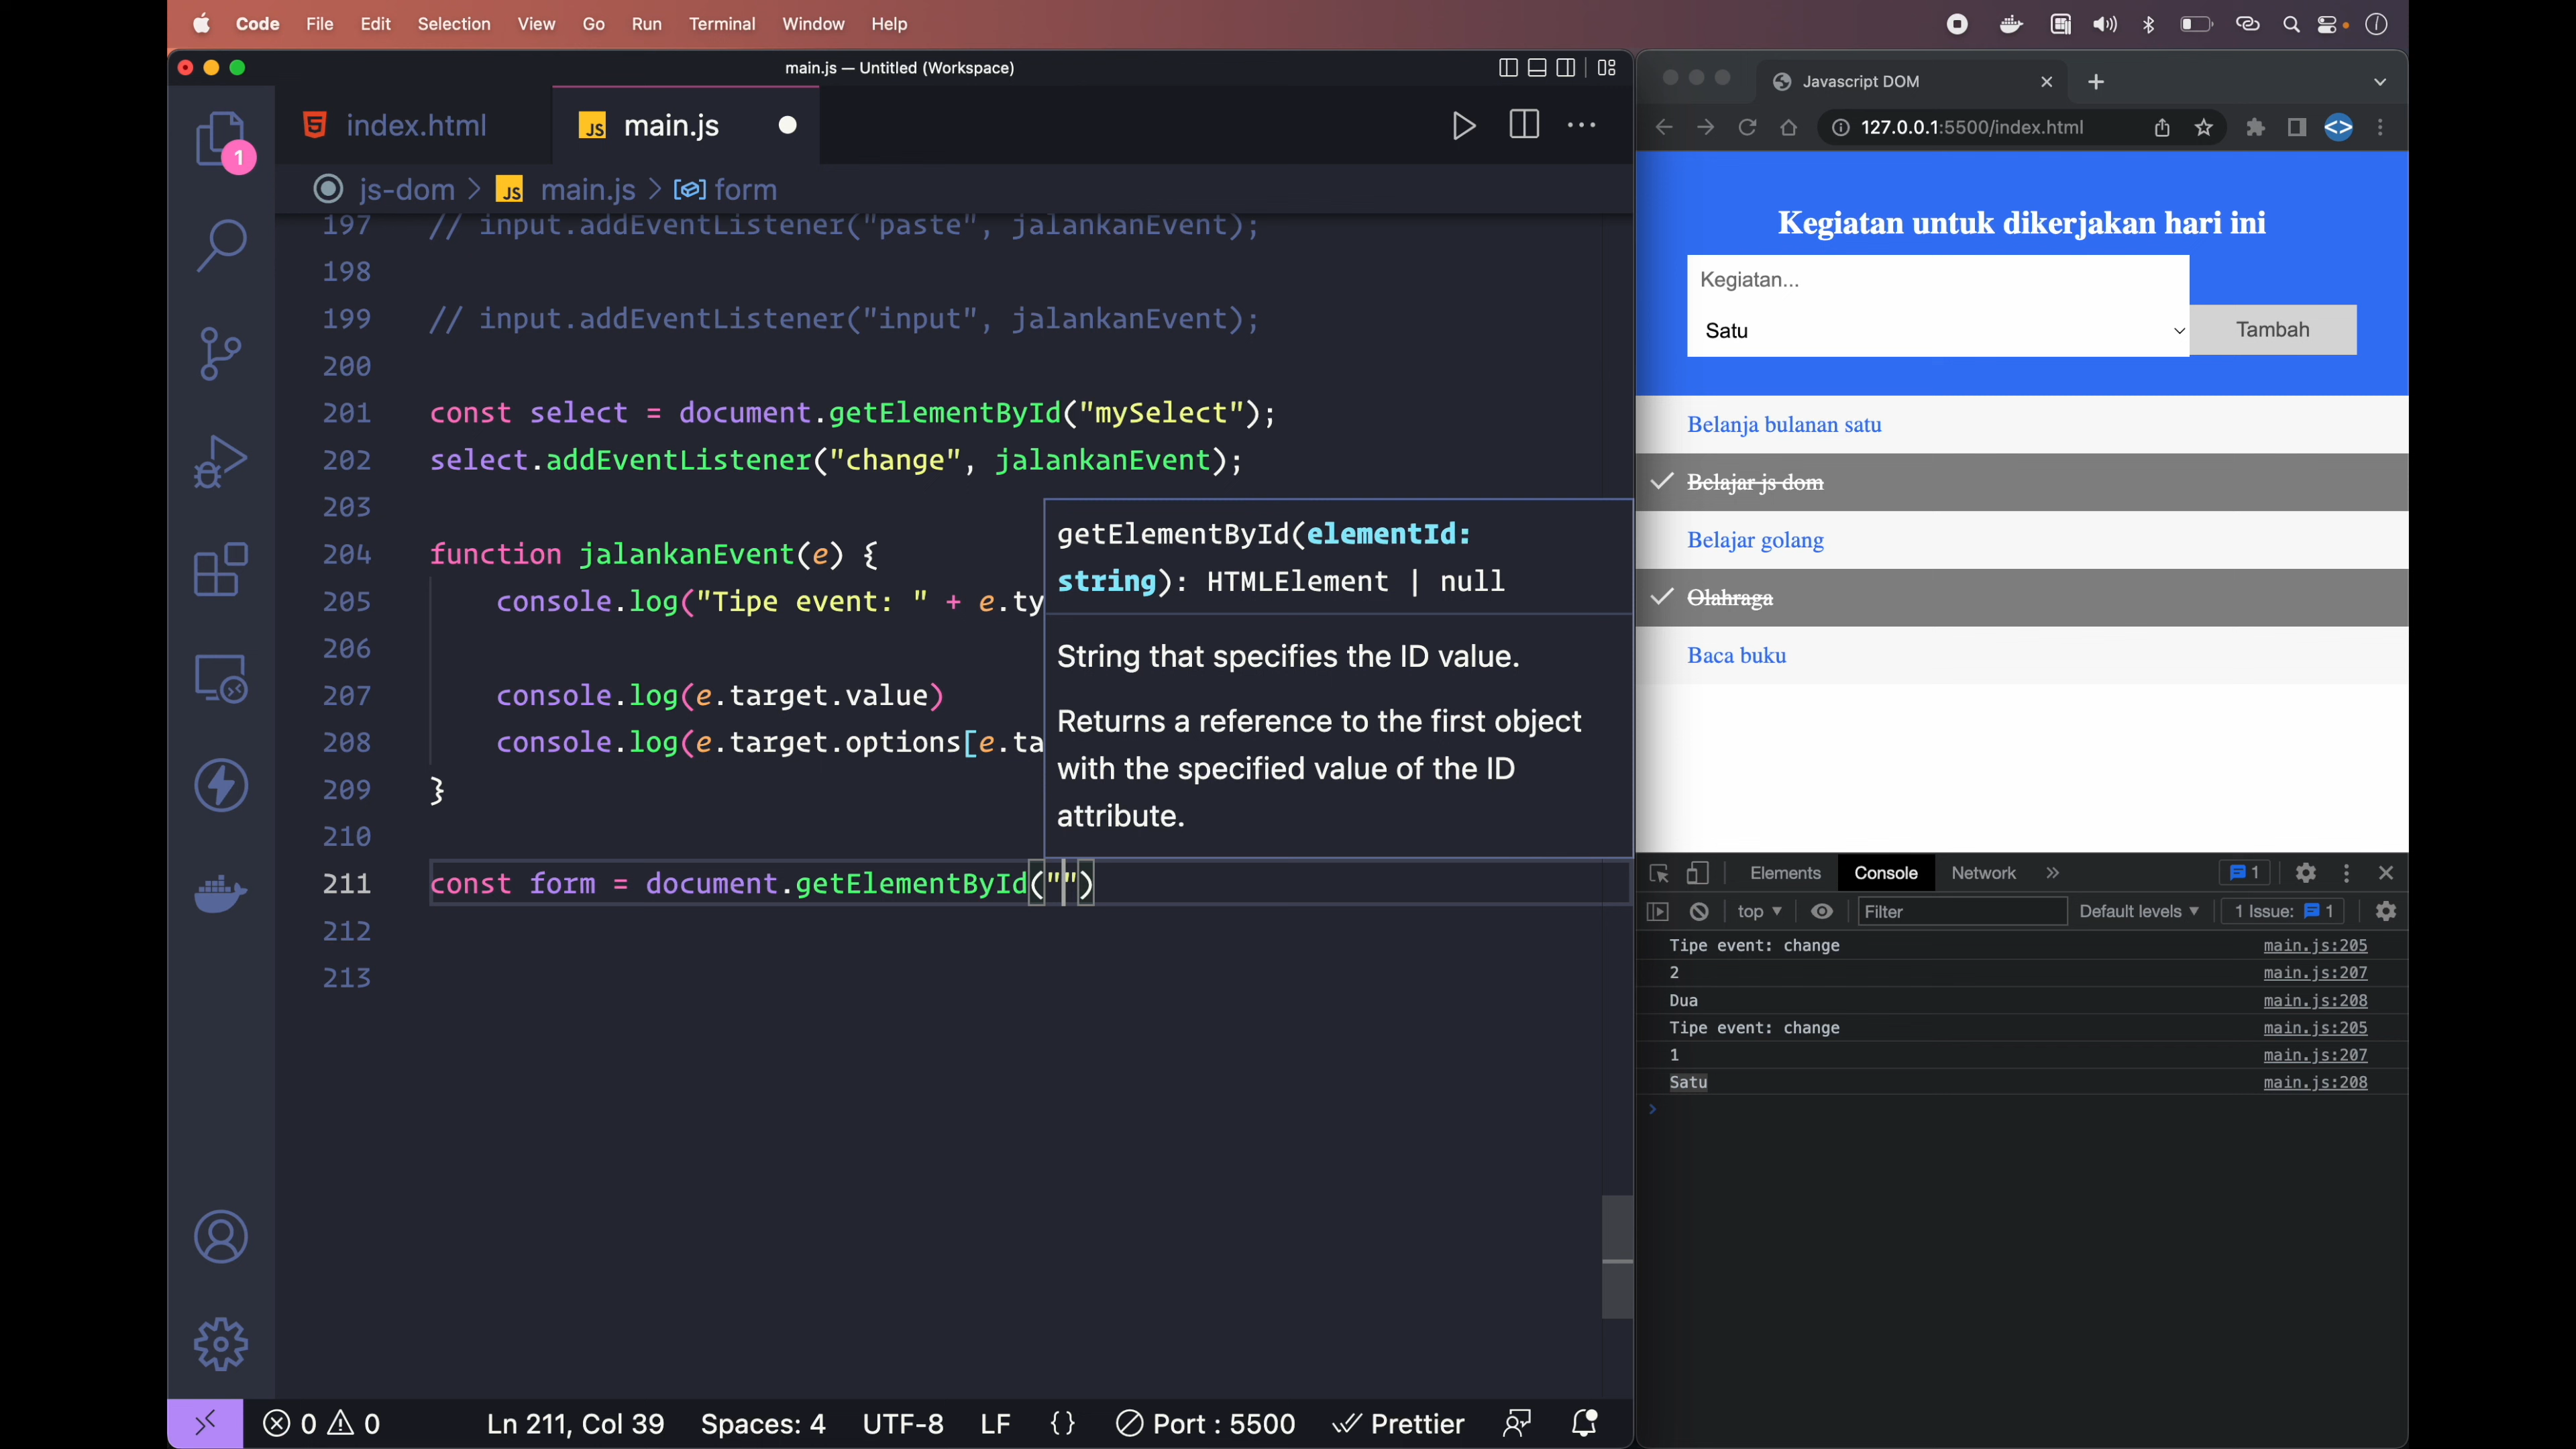 Code File Edit Selection View Go Run Terminal Window Help
main.js — Untitled (Workspace)
index.html
JS main.js
1
js-dom > JS main.js > form
197 // input.addEventListener("paste", jalankanEvent);
198
199 // input.addEventListener("input", jalankanEvent);
200
201 const select = document.getElementById("mySelect");
202 select.addEventListener("change", jalankanEvent);
203
204 function jalankanEvent(e) {
205 console.log("Tipe event: " + e.ty
206
207 console.log(e.target.value)
208 console.log(e.target.options[e.ta
209 }
210
211 const form = document.getElementById("")
212
213
getElementById(elementId:
string): HTMLElement | null
String that specifies the ID value.
Returns a reference to the first object
with the specified value of the ID
attribute.
0 0 Ln 211, Col 39 Spaces: 4 UTF-8 LF {} Port : 5500 Prettier
Javascript DOM
127.0.0.1:5500/index.html
Kegiatan untuk dikerjakan hari ini
Kegiatan...
Satu
Tambah
Belanja bulanan satu
Belajar js dom
Belajar golang
Olahraga
Baca buku
Elements Console Network » 1
top Filter Default levels 1 Issue: 1
Tipe event: change main.js:205
2 main.js:207
Dua main.js:208
Tipe event: change main.js:205
1 main.js:207
Satu main.js:208